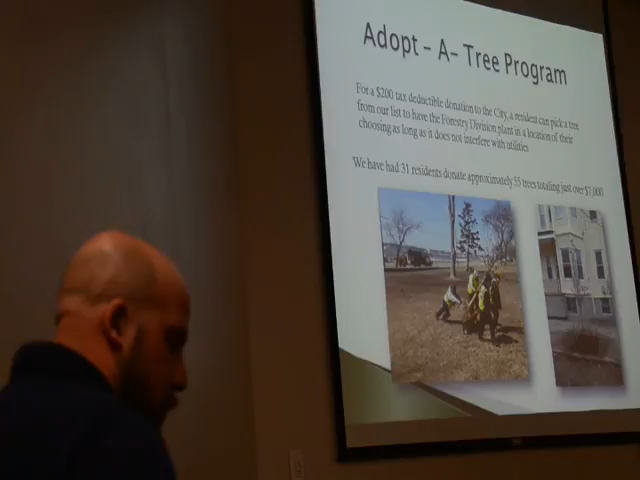 Adopt - A- Tree Program
For a $200 tax deductible donation to the City, a resident can pick a tree
from our list to have the Forestry Division plant in a location of their
choosing as long as it does not interfere with utilities
We have had 31 residents donate approximately 55 trees totaling just over $7,000